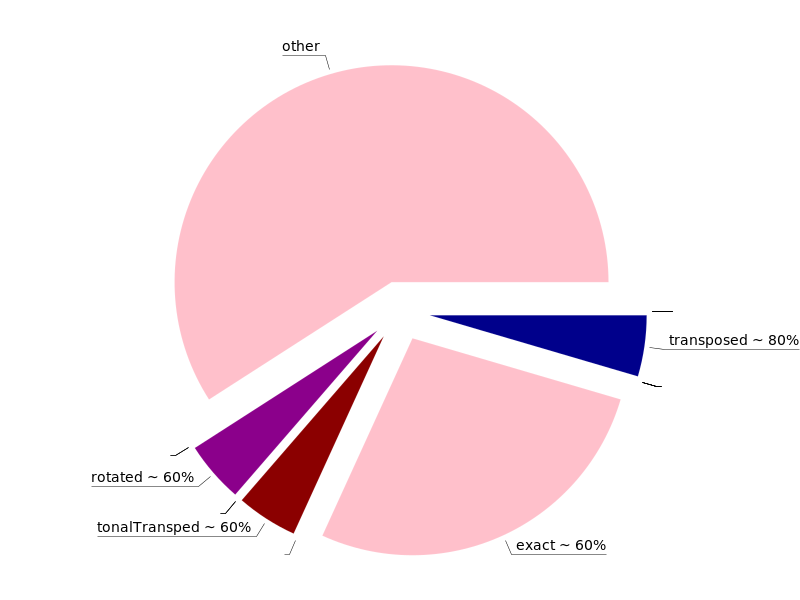 other
transposed ~ 80%
rotated ~ 60%
tonalTransped ~ 60%
exact ~ 60%